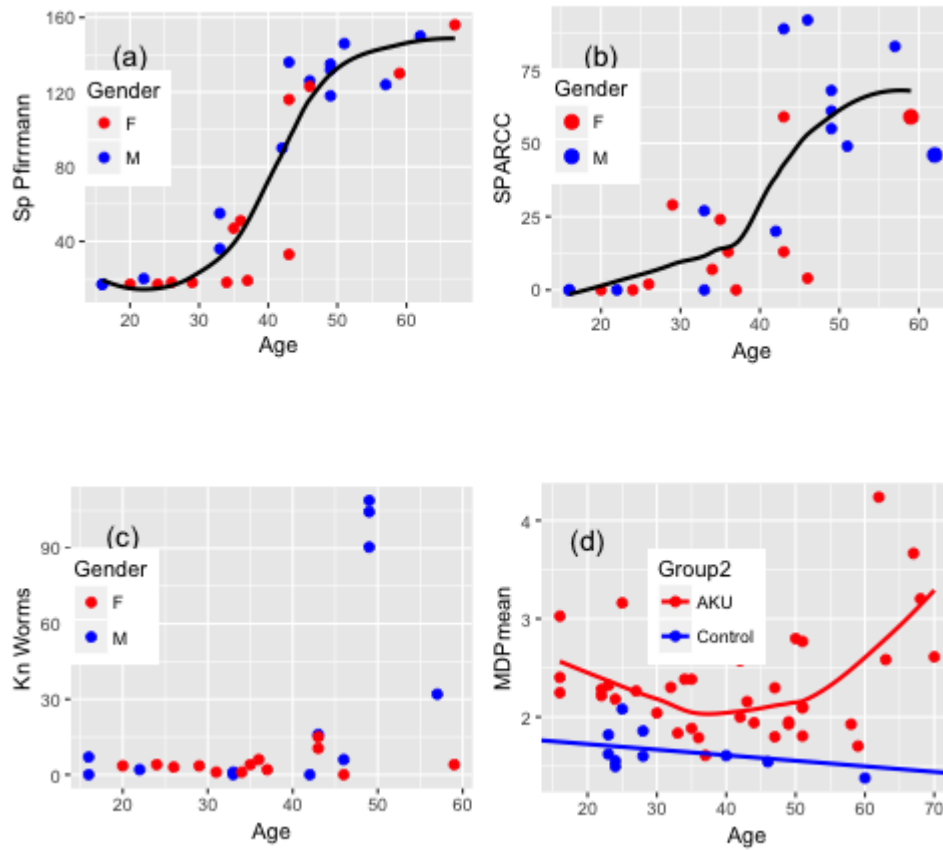 160
120
80
40
Sp Pfirrmann
(a)
Gender
F
M
20
30
40
50
60
Age
75
50
25
0
SPARCC
(b)
Gender
F
M
20
30
40
50
60
Age
90
60
30
0
Kn Worms
(c)
Gender
F
M
20
30
40
50
60
Age
4
3
2
MDPmean
(d)
Group2
AKU
Control
20
30
40
50
60
70
Age